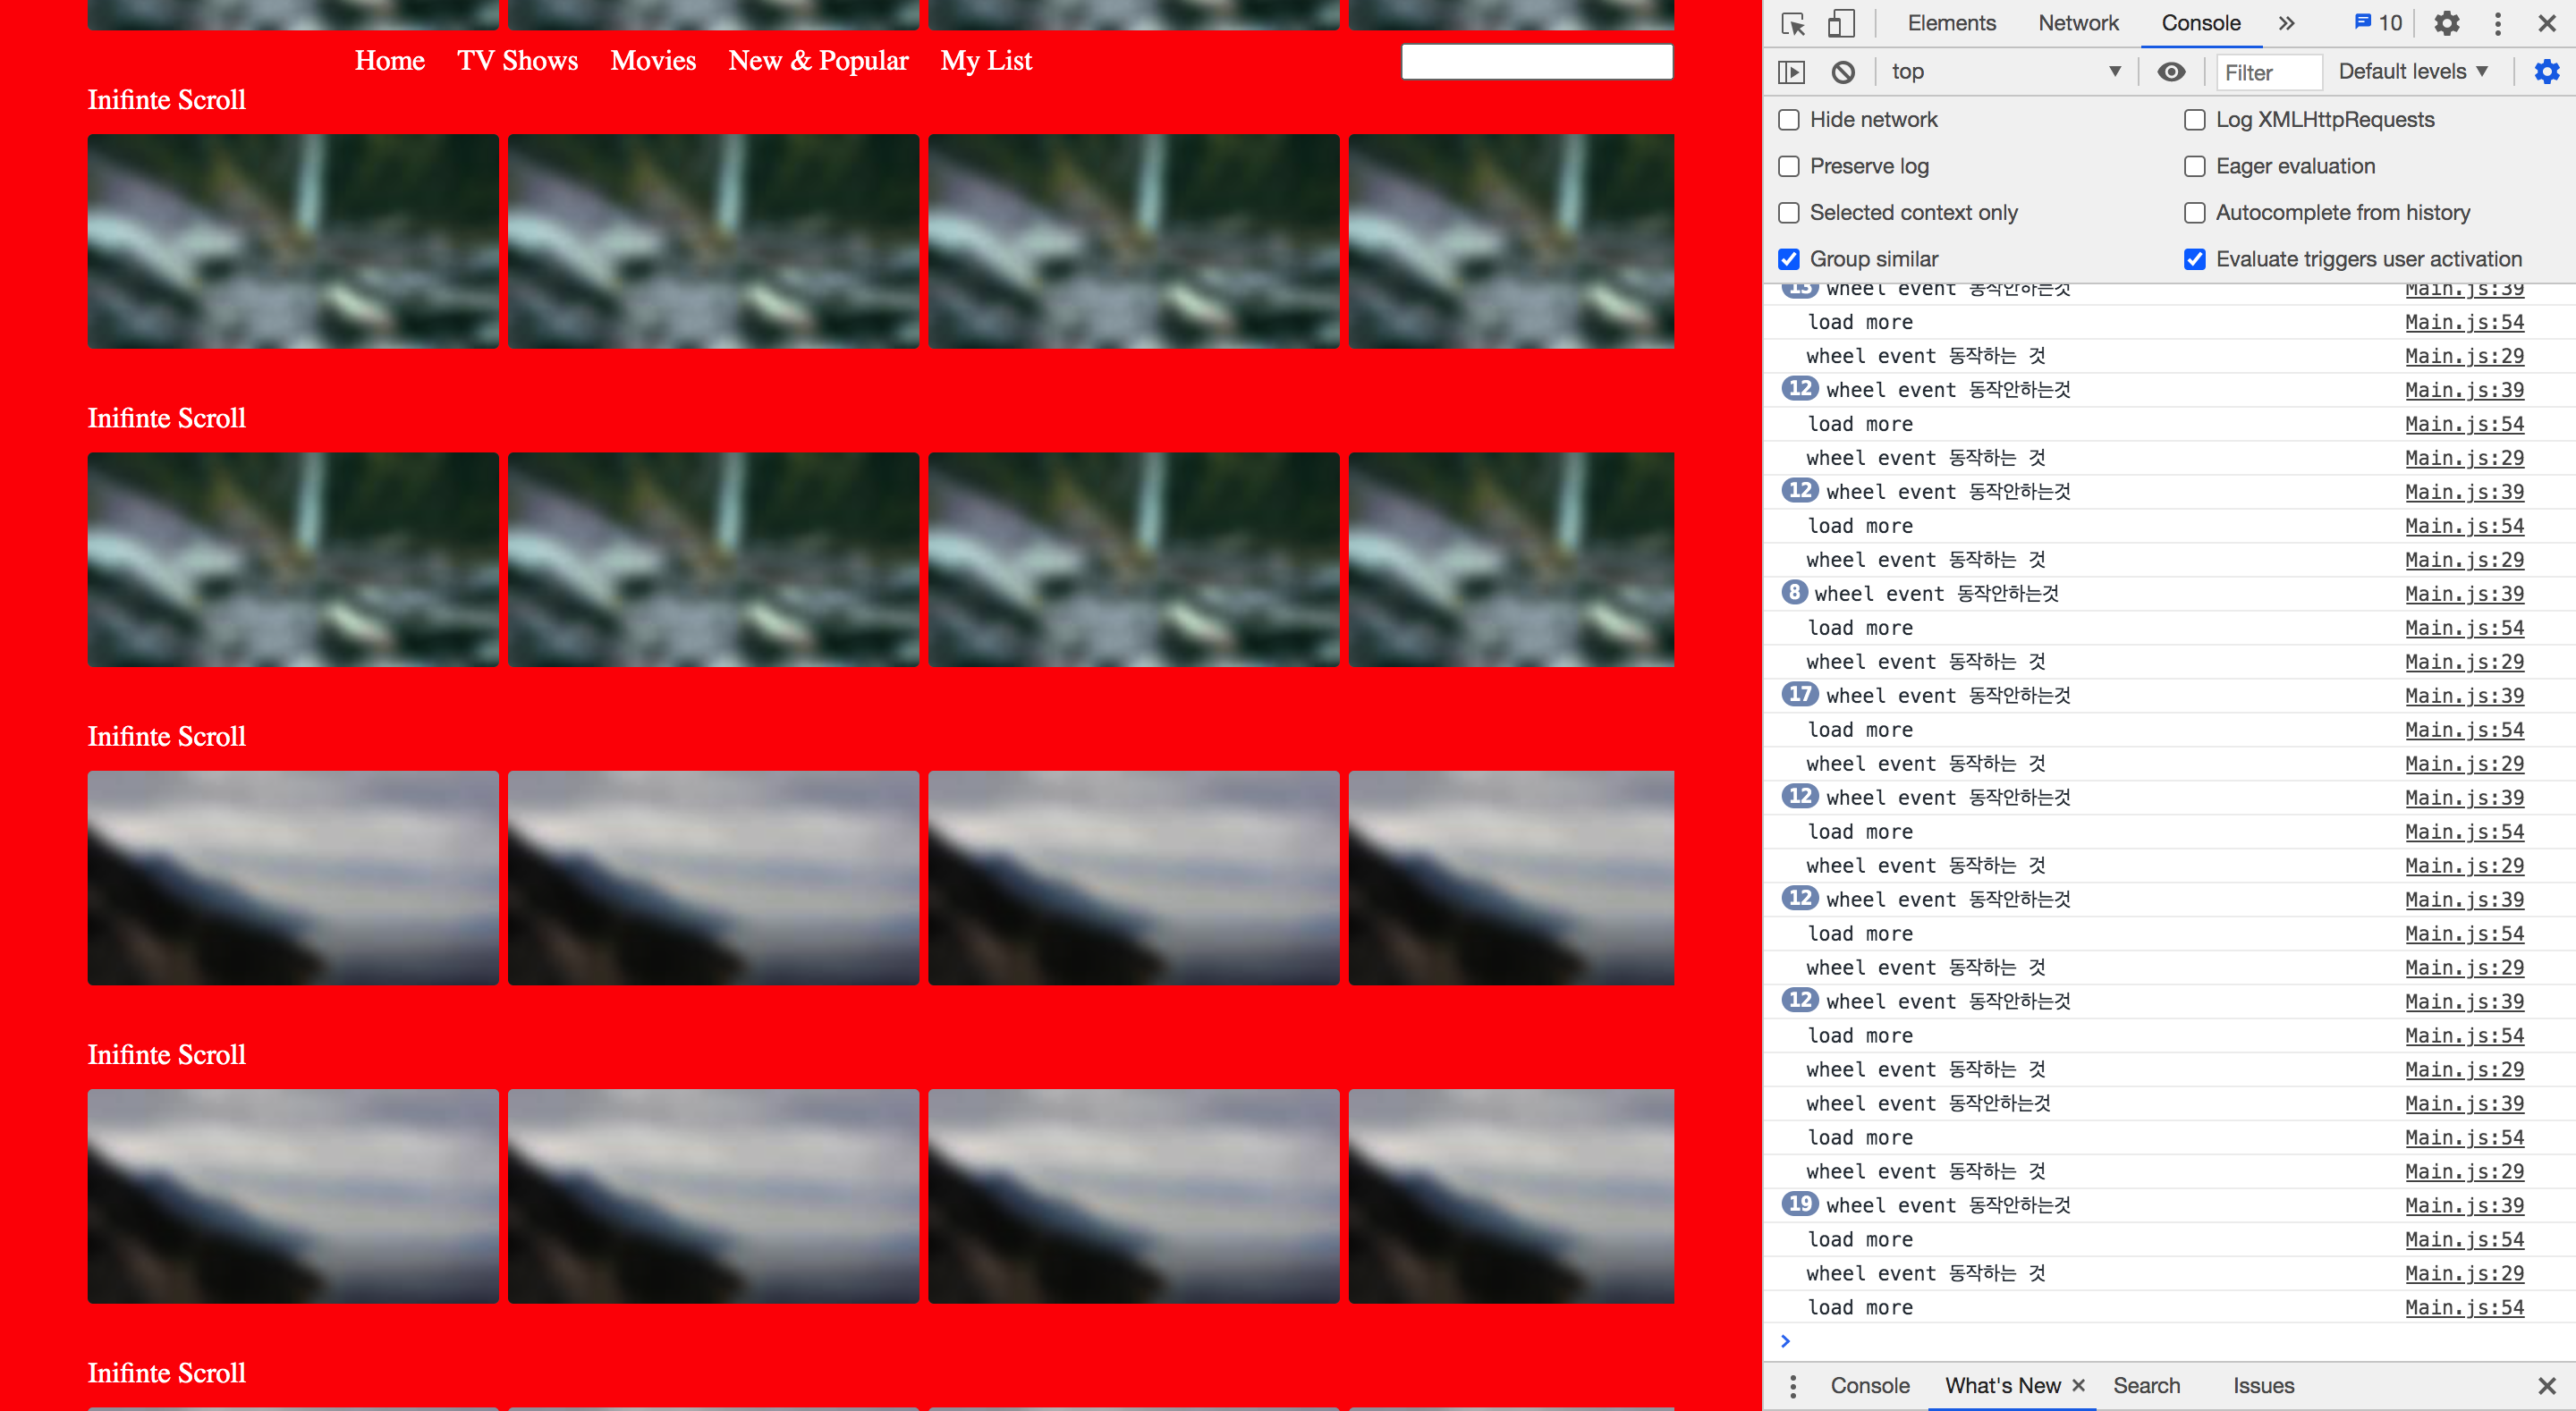 Home TV Shows Movies New & Popular My List
Inifinte Scroll
Inifinte Scroll
Inifinte Scroll
Inifinte Scroll
Inifinte Scroll
Elements Network Console 10
top Filter Default levels
Hide network Log XMLHttpRequests
Preserve log Eager evaluation
Selected context only Autocomplete from history
Group similar Evaluate triggers user activation
13 wheel event 동작안하는것 Main.js:39
load more Main.js:54
wheel event 동작하는 것 Main.js:29
12 wheel event 동작안하는것 Main.js:39
load more Main.js:54
wheel event 동작하는 것 Main.js:29
12 wheel event 동작안하는것 Main.js:39
load more Main.js:54
wheel event 동작하는 것 Main.js:29
8 wheel event 동작안하는것 Main.js:39
load more Main.js:54
wheel event 동작하는 것 Main.js:29
17 wheel event 동작안하는것 Main.js:39
load more Main.js:54
wheel event 동작하는 것 Main.js:29
12 wheel event 동작안하는것 Main.js:39
load more Main.js:54
wheel event 동작하는 것 Main.js:29
12 wheel event 동작안하는것 Main.js:39
load more Main.js:54
wheel event 동작하는 것 Main.js:29
12 wheel event 동작안하는것 Main.js:39
load more Main.js:54
wheel event 동작하는 것 Main.js:29
wheel event 동작안하는것 Main.js:39
load more Main.js:54
wheel event 동작하는 것 Main.js:29
19 wheel event 동작안하는것 Main.js:39
load more Main.js:54
wheel event 동작하는 것 Main.js:29
load more Main.js:54
Console What's New Search Issues